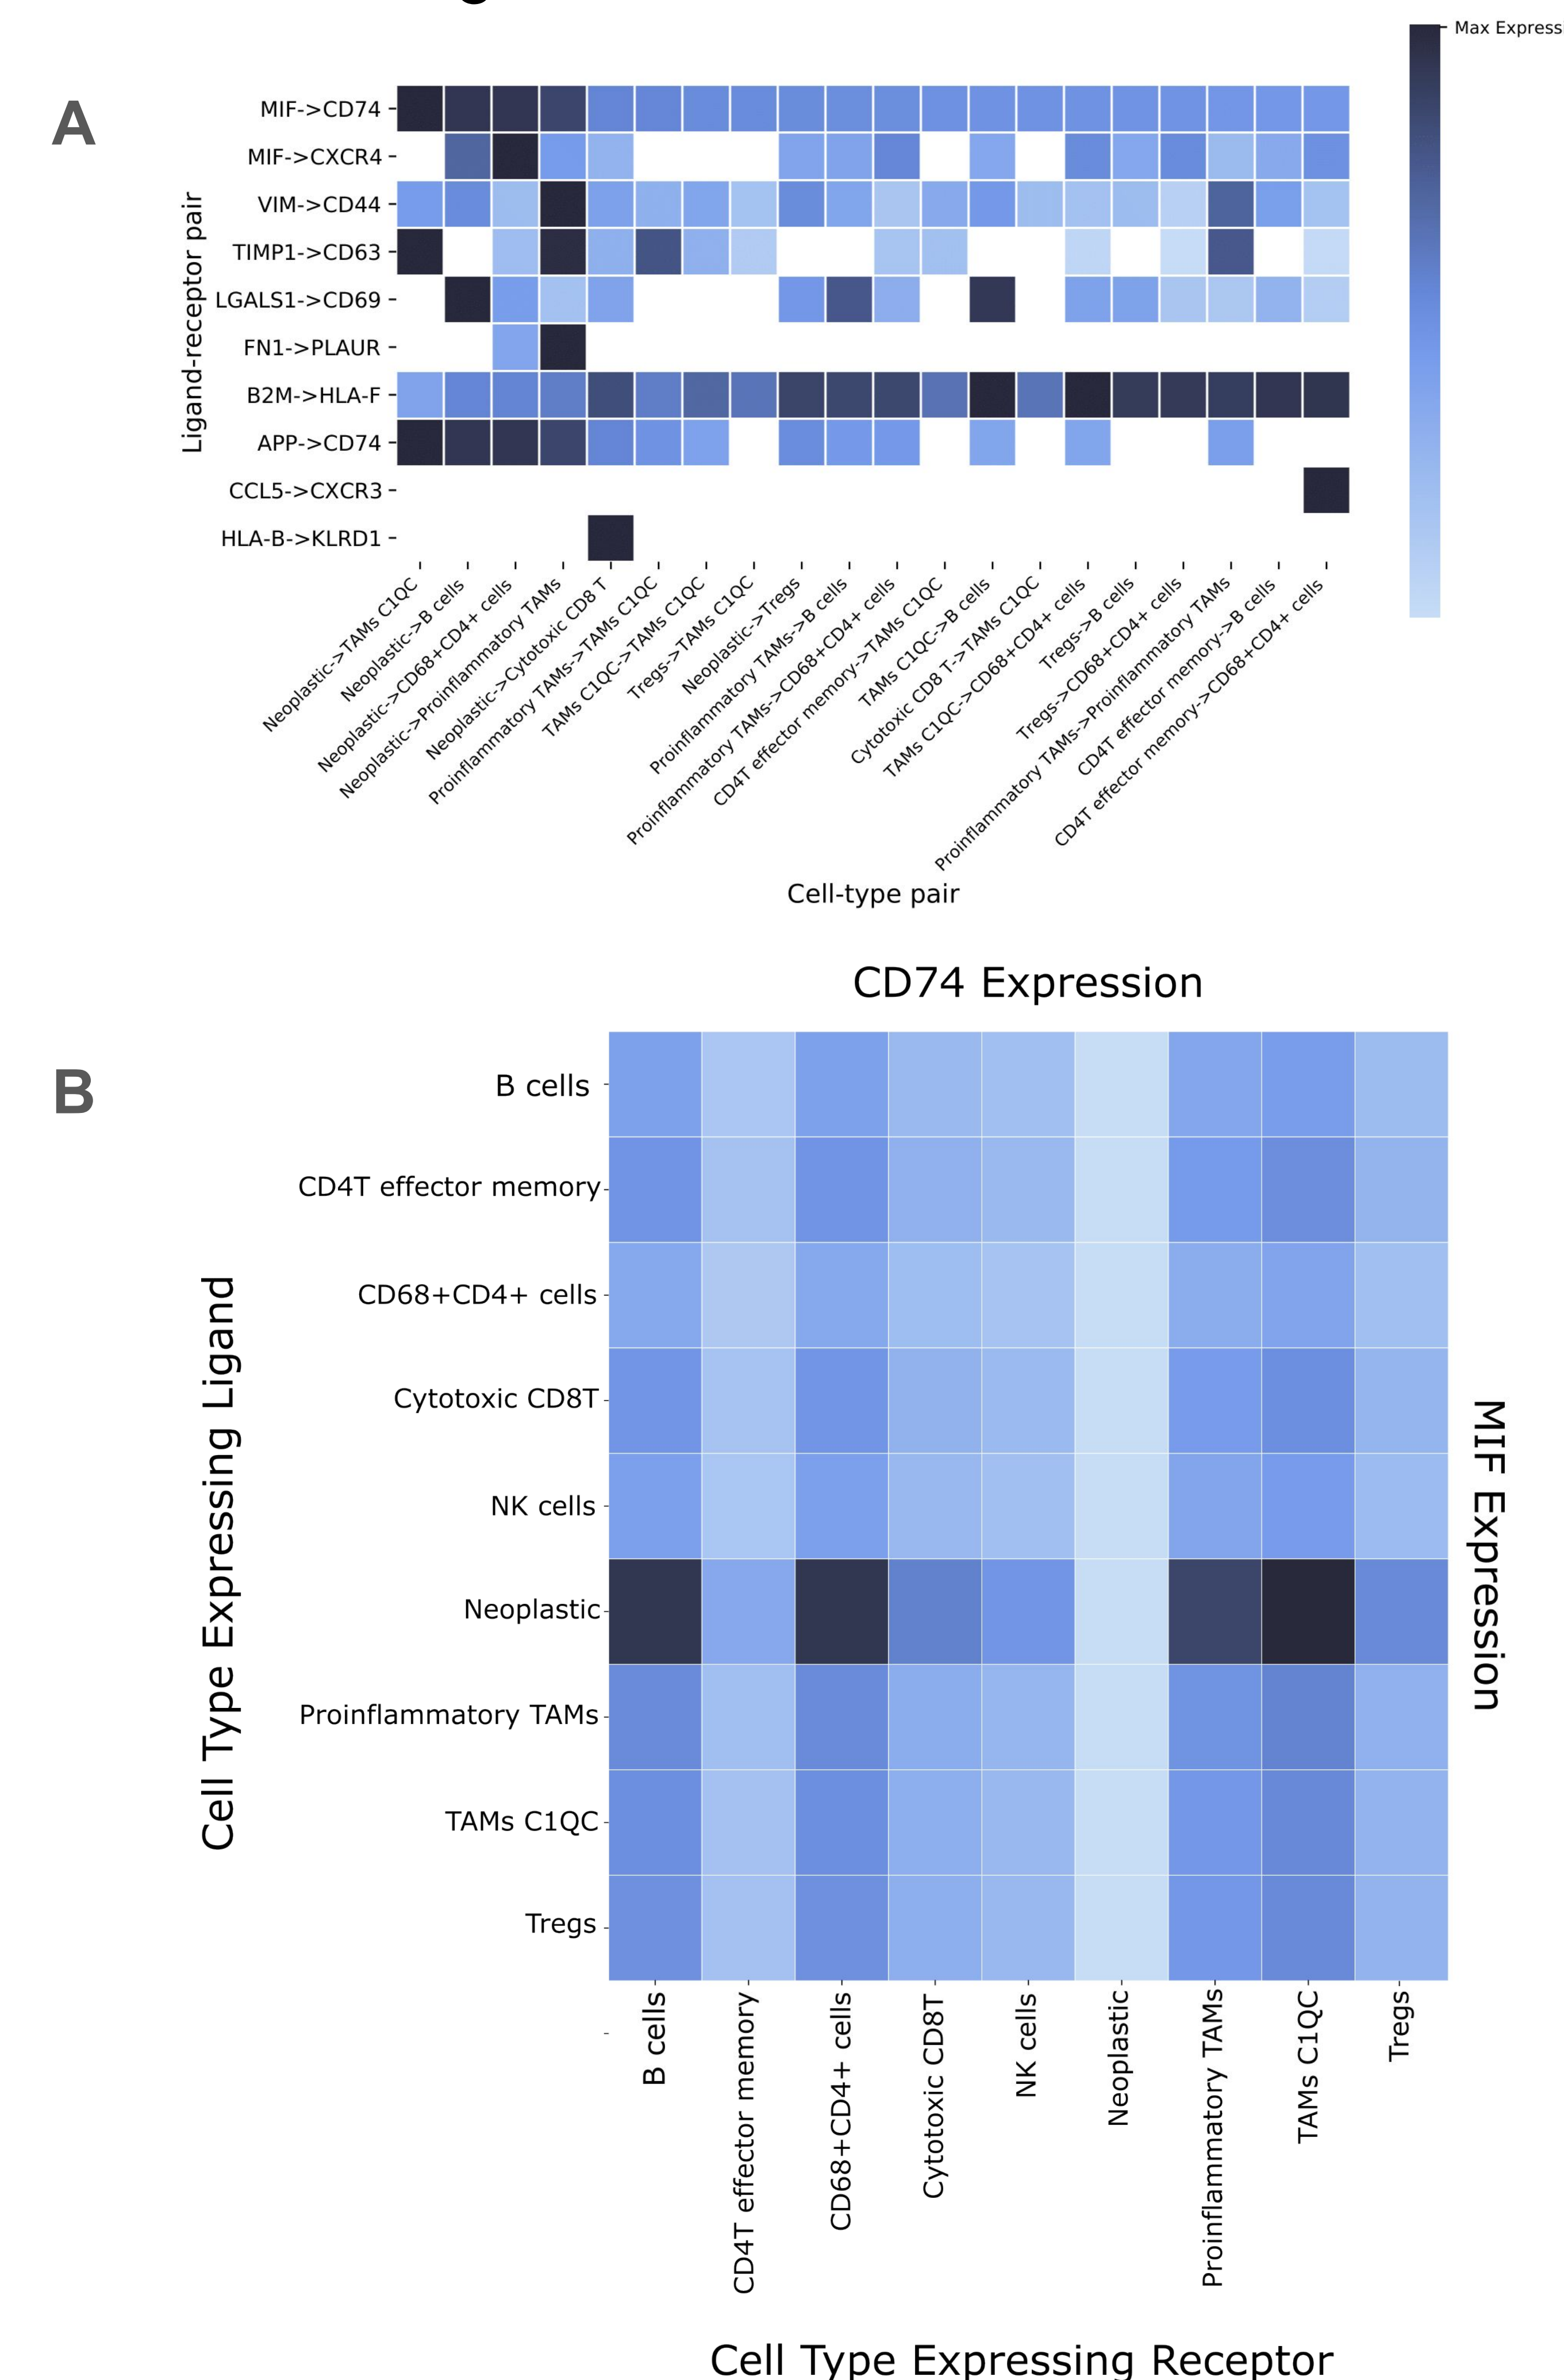 A
Max Express
Ligand-receptor pair
MIF->CD74
MIF->CXCR4
VIM->CD44
TIMP1->CD63
LGALS1->CD69
FN1->PLAUR
B2M->HLA-F
APP->CD74
CCL5->CXCR3
HLA-B->KLRD1
Neoplastic->TAMs C1QC
Neoplastic->B cells
Neoplastic->CD68+CD4+ cells
Neoplastic->Proinflammatory TAMs
Neoplastic->Cytotoxic CD8 T
Proinflammatory TAMs->TAMs C1QC
TAMs C1QC->TAMs C1QC
Tregs->TAMs C1QC
Neoplastic->Tregs
Proinflammatory TAMs->B cells
Proinflammatory TAMs->CD68+CD4+ cells
CD4T effector memory->TAMs C1QC
TAMs C1QC->B cells
Cytotoxic CD8 T->TAMs C1QC
TAMs C1QC->CD68+CD4+ cells
Tregs->B cells
Tregs->CD68+CD4+ cells
Proinflammatory TAMs->Proinflammatory TAMs
CD4T effector memory->B cells
CD4T effector memory->CD68+CD4+ cells
Cell-type pair
CD74 Expression
B
Cell Type Expressing Ligand
B cells
CD4T effector memory
CD68+CD4+ cells
Cytotoxic CD8T
NK cells
Neoplastic
Proinflammatory TAMs
TAMs C1QC
Tregs
MIF Expression
B cells
CD4T effector memory
CD68+CD4+ cells
Cytotoxic CD8T
NK cells
Neoplastic
Proinflammatory TAMs
TAMs C1QC
Tregs
Cell Type Expressing Receptor